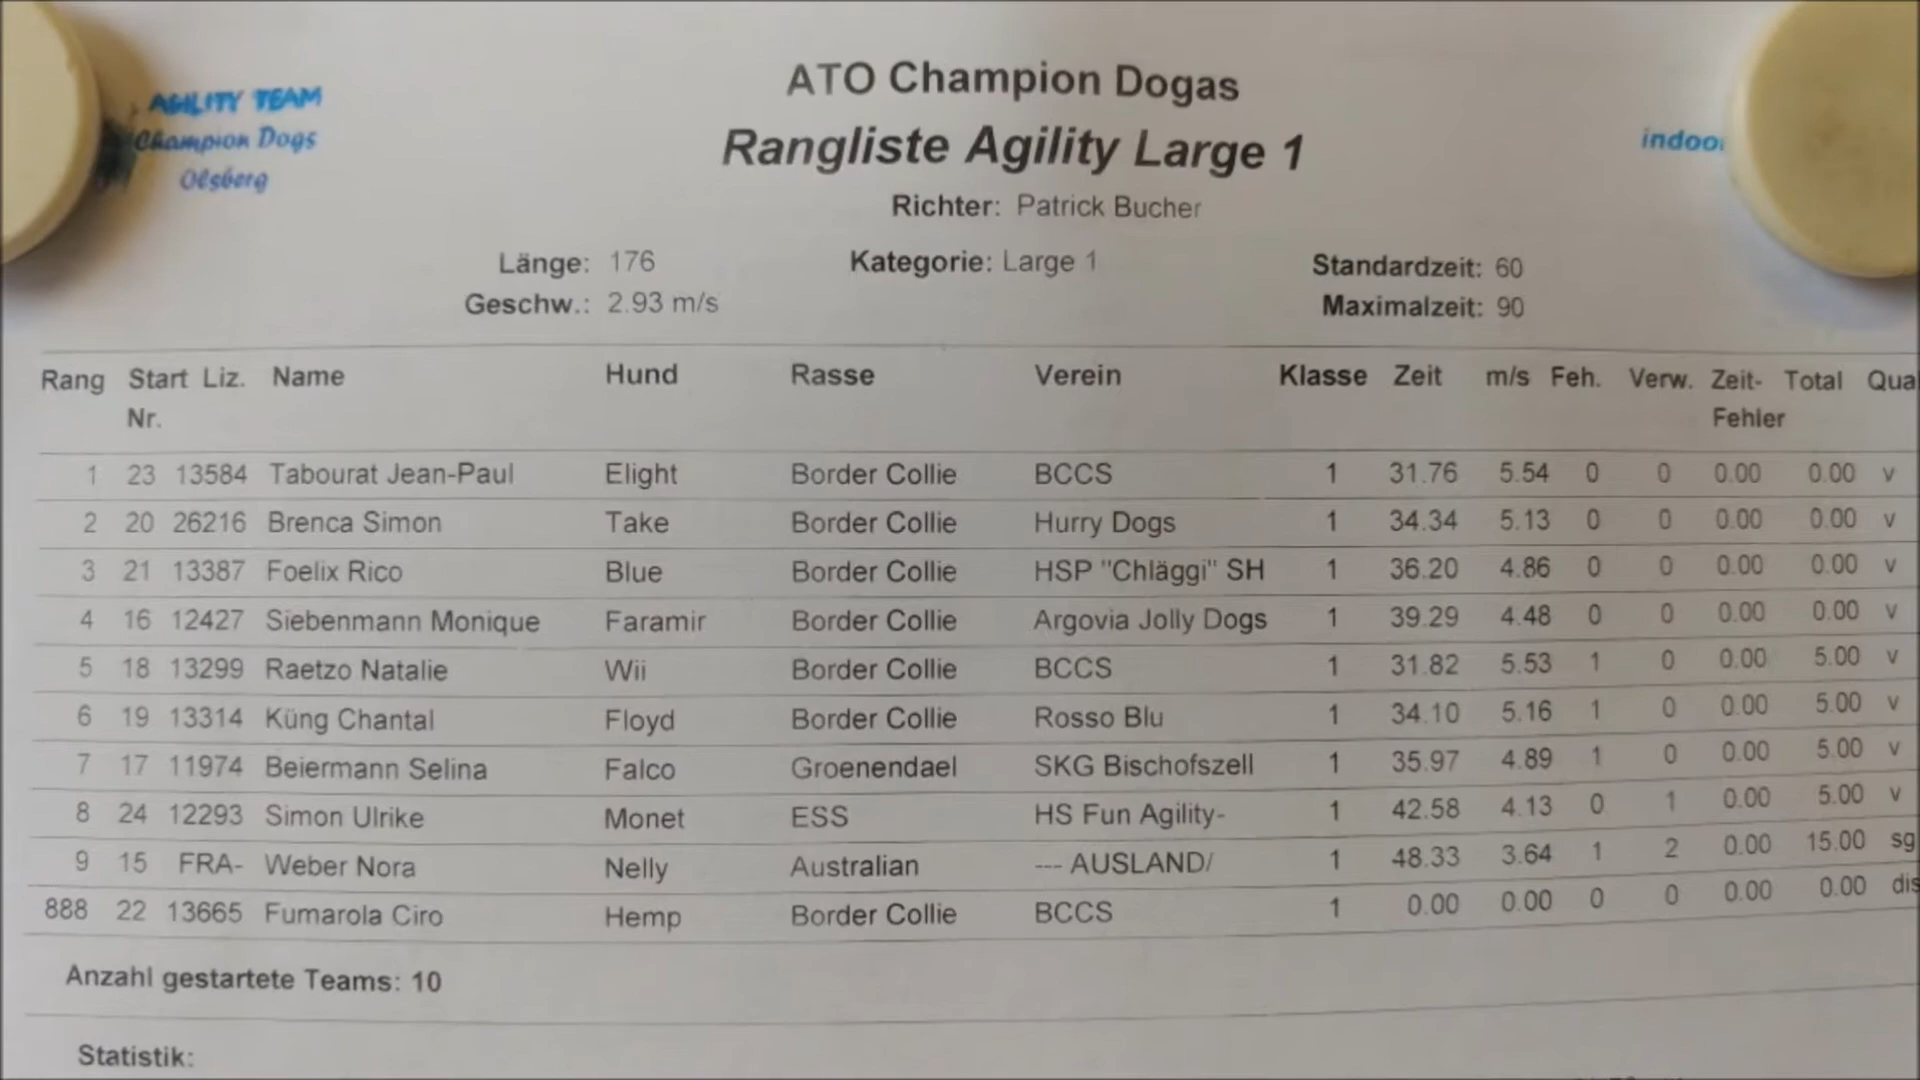 AGILITY TEAM
Champion Dogs
Olsberg
ATO Champion Dogas
Rangliste Agility Large 1
Richter: Patrick Bucher
Länge: 176 Kategorie: Large 1 Standardzeit: 60
Geschw.: 2.93 m/s Maximalzeit: 90
Rang Start Liz. Name Hund Rasse Verein Klasse Zeit m/s Feh. Verw. Zeit- Total
Nr. Fehler
1 23 13584 Tabourat Jean-Paul Elight Border Collie BCCS 1 31.76 5.54 0 0 0.00 0.00 v
2 20 26216 Brenca Simon Take Border Collie Hurry Dogs 1 34.34 5.13 0 0 0.00 0.00 v
3 21 13387 Foelix Rico Blue Border Collie HSP "Chläggi" SH 1 36.20 4.86 0 0 0.00 0.00 v
4 16 12427 Siebenmann Monique Faramir Border Collie Argovia Jolly Dogs 1 39.29 4.48 0 0 0.00 0.00 v
5 18 13299 Raetzo Natalie Wii Border Collie BCCS 1 31.82 5.53 1 0 0.00 5.00 v
6 19 13314 Küng Chantal Floyd Border Collie Rosso Blu 1 34.10 5.16 1 0 0.00 5.00 v
7 17 11974 Beiermann Selina Falco Groenendael SKG Bischofszell 1 35.97 4.89 1 0 0.00 5.00 v
8 24 12293 Simon Ulrike Monet ESS HS Fun Agility- 1 42.58 4.13 0 1 0.00 5.00 v
9 15 FRA- Weber Nora Nelly Australian --- AUSLAND/ 1 48.33 3.64 1 2 0.00 15.00 sg
888 22 13665 Fumarola Ciro Hemp Border Collie BCCS 1 0.00 0.00 0 0 0.00 0.00 dis
Anzahl gestartete Teams: 10
Statistik: